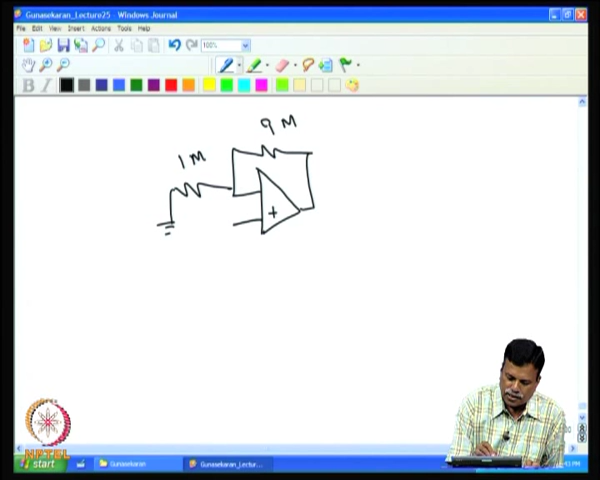 Gunasekaran_Lecture25 - Windows Journal
File Edit View Insert Actions Tools Help
100%
B I
9 M
1 M
+
NPTEL
start
Gunasekaran
Gunasekaran_Lectur...